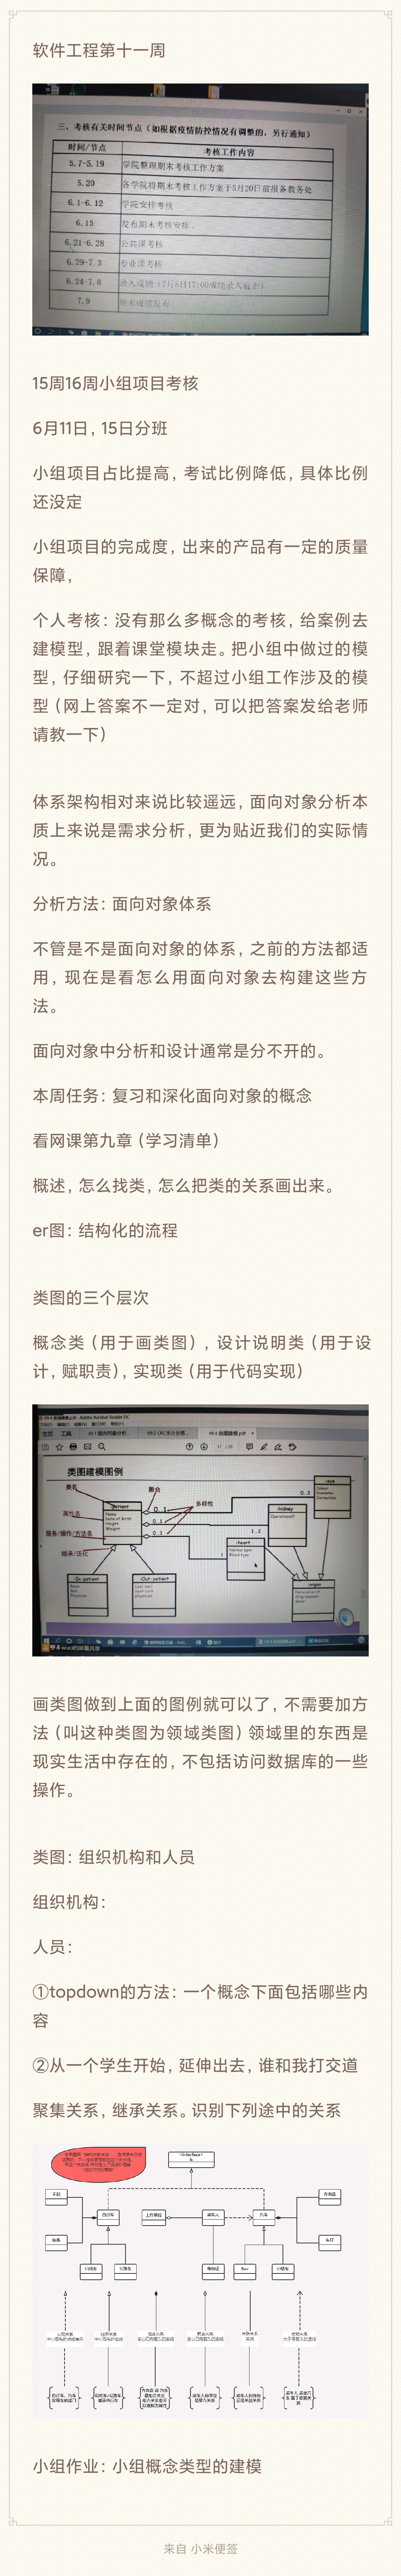 软件工程第十一周
三、考核有关时间节点（如根据疫情防控情况有调整的，另行通知）
时间/节点 考核工作内容
5.7-5.19 学院整理期末考核工作方案
5.20 各学院将期末考核工作方案于5月20日前报备教务处
6.1-6.12 学院安排考核
6.15 发布期末考核安排.
6.21-6.28 公共课考核
6.29-7.3 专业课考核
6.24-7.8 录入成绩（7月8日17:00成绩录入截止）
7.9 期末成绩发布
15周16周小组项目考核
6月11日，15日分班
小组项目占比提高，考试比例降低，具体比例
还没定
小组项目的完成度，出来的产品有一定的质量
保障，
个人考核：没有那么多概念的考核，给案例去
建模型，跟着课堂模块走。把小组中做过的模
型，仔细研究一下，不超过小组工作涉及的模
型（网上答案不一定对，可以把答案发给老师
请教一下）
体系架构相对来说比较遥远，面向对象分析本
质上来说是需求分析，更为贴近我们的实际情
况。
分析方法：面向对象体系
不管是不是面向对象的体系，之前的方法都适
用，现在是看怎么用面向对象去构建这些方
法。
面向对象中分析和设计通常是分不开的。
本周任务：复习和深化面向对象的概念
看网课第九章（学习清单）
概述，怎么找类，怎么把类的关系画出来。
er图：结构化的流程
类图的三个层次
概念类（用于画类图），设计说明类（用于设
计，赋职责），实现类（用于代码实现）
类图建模图例
类名
聚合
多样性
属性名
服务/操作/方法名
继承/泛化
0..1
0..1
0..1
0..2
1..2
1
画类图做到上面的图例就可以了，不需要加方
法（叫这种类图为领域类图）领域里的东西是
现实生活中存在的，不包括访问数据库的一些
操作。
类图：组织机构和人员
组织机构：
人员：
①topdown的方法：一个概念下面包括哪些内
容
②从一个学生开始，延伸出去，谁和我打交道
聚集关系，继承关系。识别下列途中的关系
自行车
汽车
小组作业：小组概念类型的建模
来自 小米便签